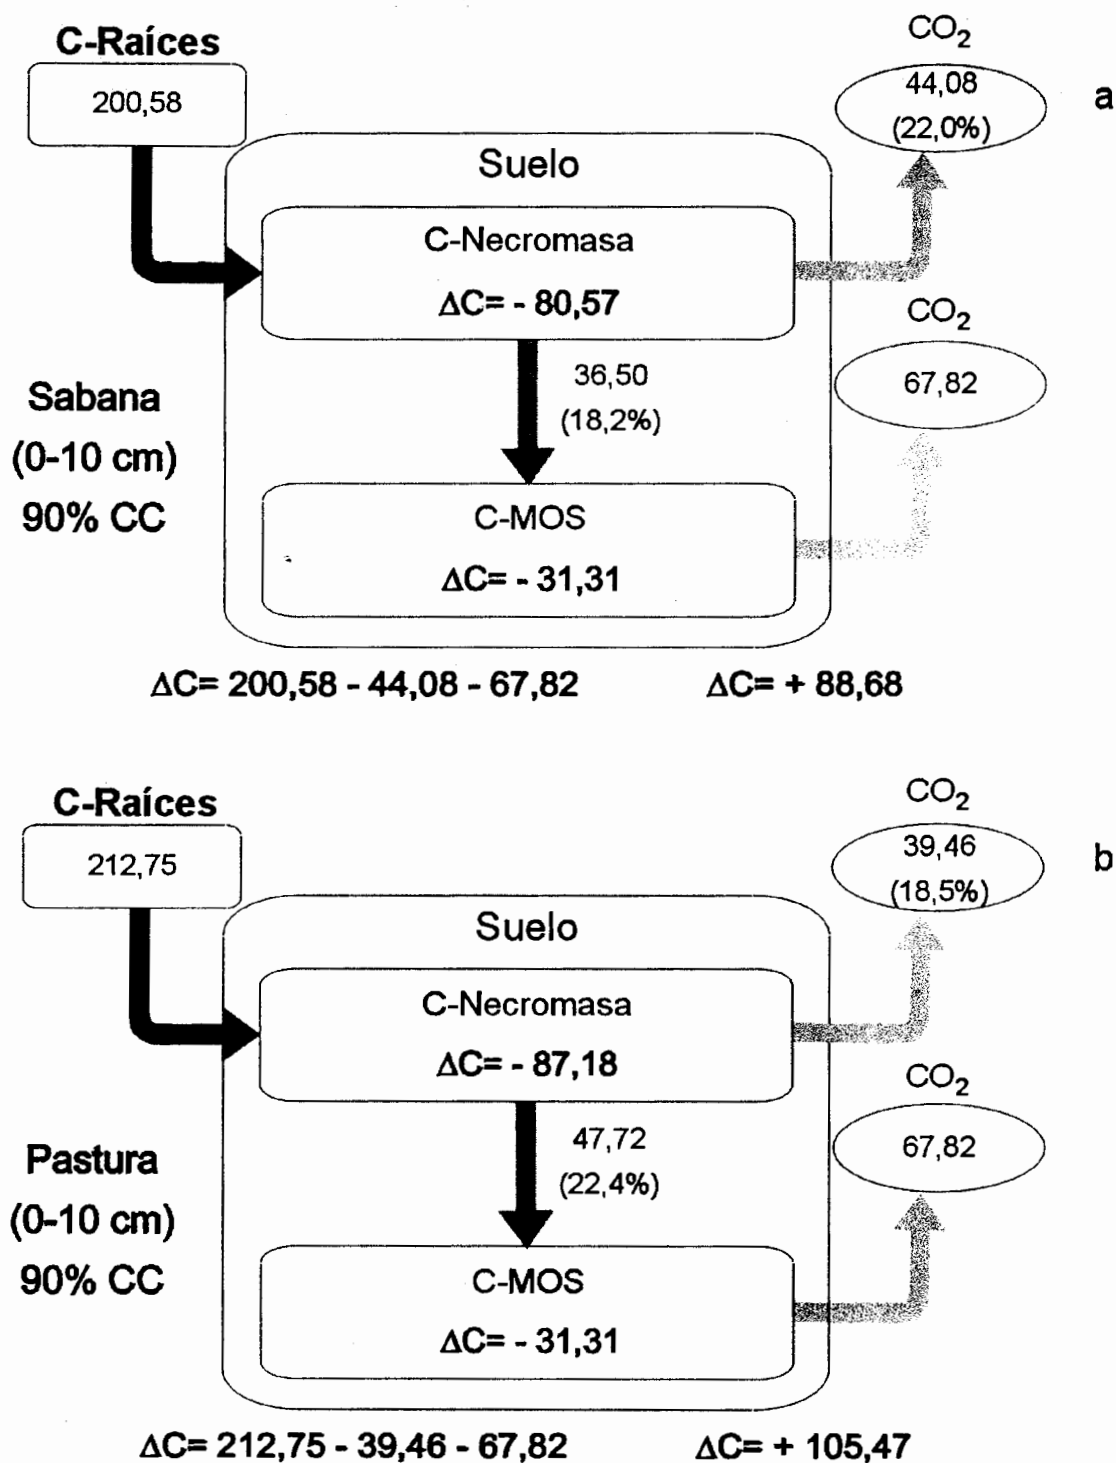 C-Raíces
200,58
CO2
44,08
(22,0%)
a
Suelo
C-Necromasa
ΔC= - 80,57
CO2
67,82
36,50
(18,2%)
Sabana
(0-10 cm)
90% CC
C-MOS
ΔC= - 31,31
ΔC= 200,58 - 44,08 - 67,82 ΔC= + 88,68
C-Raíces
212,75
CO2
39,46
(18,5%)
b
Suelo
C-Necromasa
ΔC= - 87,18
CO2
67,82
47,72
(22,4%)
Pastura
(0-10 cm)
90% CC
C-MOS
ΔC= - 31,31
ΔC= 212,75 - 39,46 - 67,82 ΔC= + 105,47